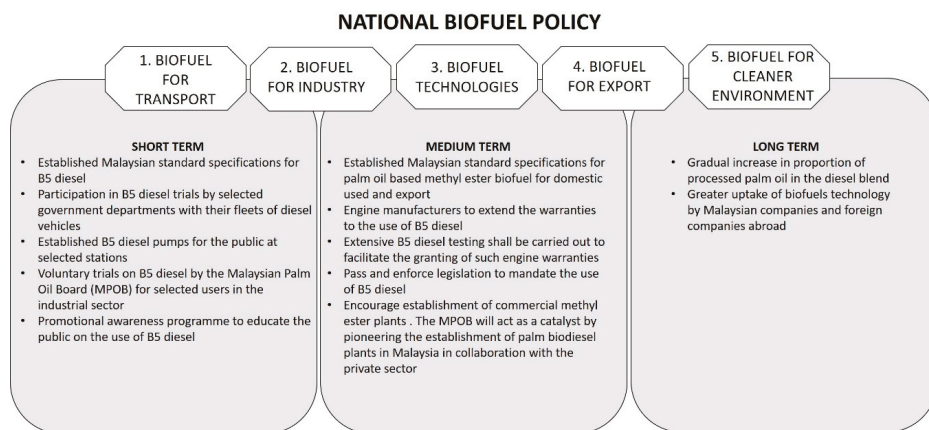 NATIONAL BIOFUEL POLICY
1. BIOFUEL
FOR
TRANSPORT
2. BIOFUEL
FOR INDUSTRY
3. BIOFUEL
TECHNOLOGIES
4. BIOFUEL
FOR EXPORT
5. BIOFUEL FOR
CLEANER
ENVIRONMENT
SHORT TERM
• Established Malaysian standard specifications for
B5 diesel
• Participation in B5 diesel trials by selected
government departments with their fleets of diesel
vehicles
• Established B5 diesel pumps for the public at
selected stations
• Voluntary trials on B5 diesel by the Malaysian Palm
Oil Board (MPOB) for selected users in the
industrial sector
• Promotional awareness programme to educate the
public on the use of B5 diesel
MEDIUM TERM
• Established Malaysian standard specifications for
palm oil based methyl ester biofuel for domestic
used and export
• Engine manufacturers to extend the warranties
to the use of B5 diesel
• Extensive B5 diesel testing shall be carried out to
facilitate the granting of such engine warranties
• Pass and enforce legislation to mandate the use
of B5 diesel
• Encourage establishment of commercial methyl
ester plants . The MPOB will act as a catalyst by
pioneering the establishment of palm biodiesel
plants in Malaysia in collaboration with the
private sector
LONG TERM
• Gradual increase in proportion of
processed palm oil in the diesel blend
• Greater uptake of biofuels technology
by Malaysian companies and foreign
companies abroad